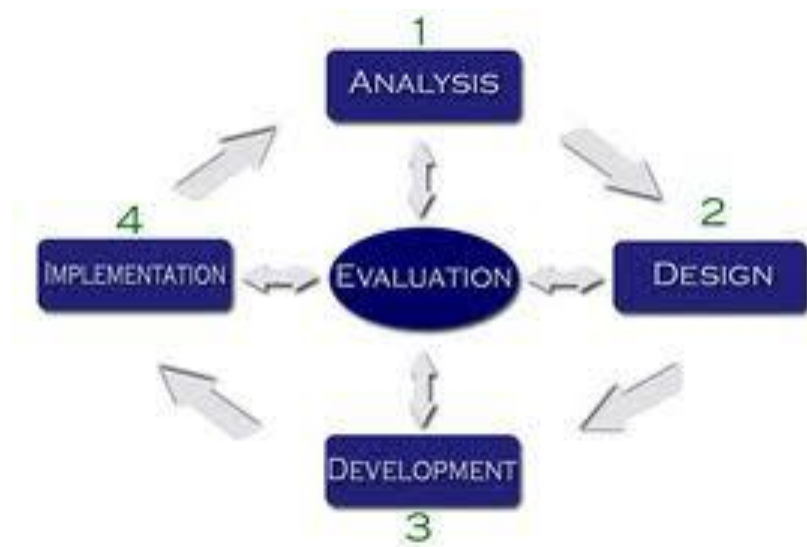 1
ANALYSIS
2
DESIGN
4
IMPLEMENTATION
EVALUATION
DEVELOPMENT
3